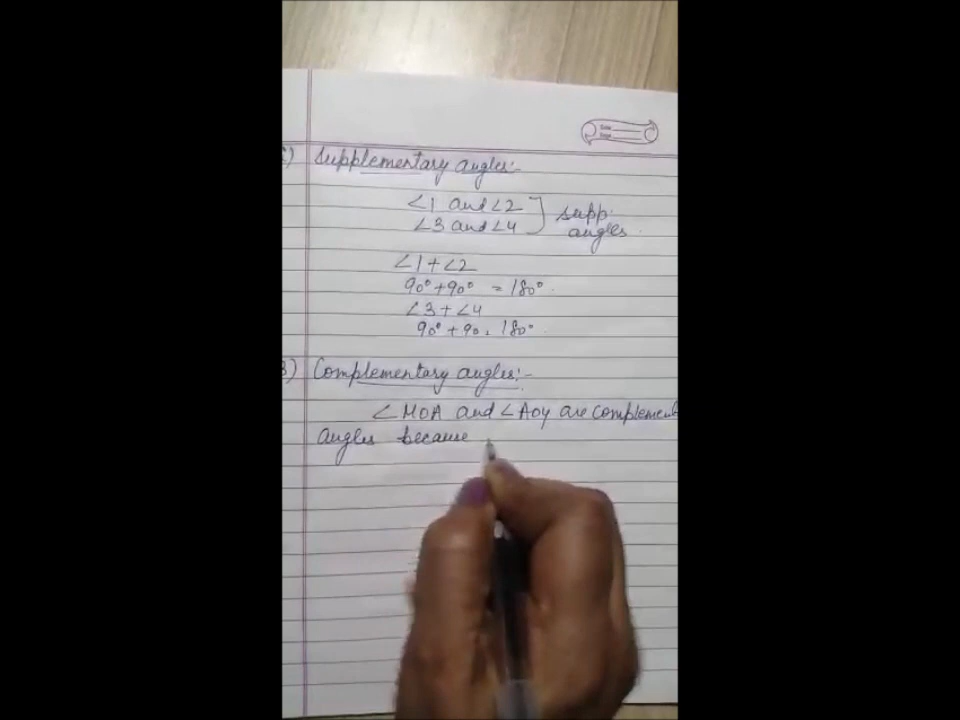 ) Supplementary angles:-
∠1 and ∠2
∠3 and ∠4
supp.
angles
∠1+∠2
90°+90° = 180°.
∠3+∠4
90°+90 = 180°
3) Complementary angles:-
∠MOA and ∠AOY are complement
angles because